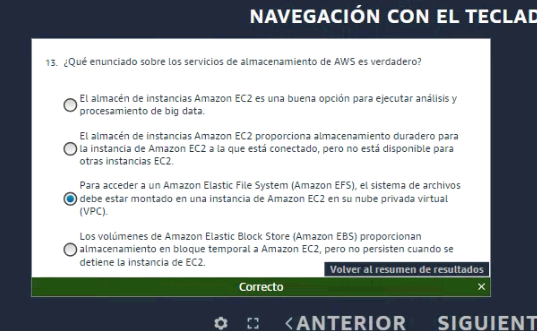 NAVEGACIÓN CON EL TECLAD
13. ¿Qué enunciado sobre los servicios de almacenamiento de AWS es verdadero?
El almacén de instancias Amazon EC2 es una buena opción para ejecutar análisis y
procesamiento de big data.
El almacén de instancias Amazon EC2 proporciona almacenamiento duradero para
la instancia de Amazon EC2 a la que está conectado, pero no está disponible para
otras instancias EC2.
Para acceder a un Amazon Elastic File System (Amazon EFS), el sistema de archivos
debe estar montado en una instancia de Amazon EC2 en su nube privada virtual
(VPC).
Los volúmenes de Amazon Elastic Block Store (Amazon EBS) proporcionan
almacenamiento en bloque temporal a Amazon EC2, pero no persisten cuando se
detiene la instancia de EC2.
Volver al resumen de resultados
Correcto ×
<ANTERIOR SIGUIENT